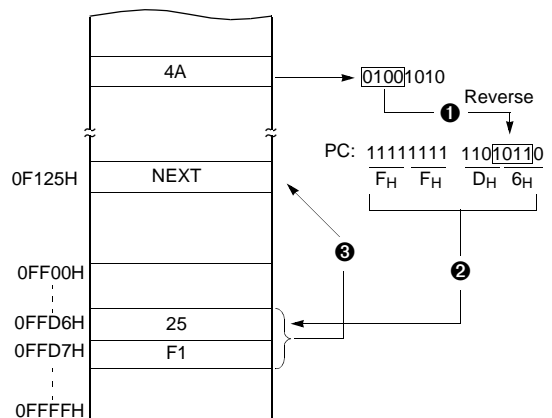 4A
01001010
❶
Reverse
PC: 11111111 11010110
FH FH DH 6H
0F125H NEXT
❸
❷
0FF00H
0FFD6H 25
0FFD7H F1
0FFFFH